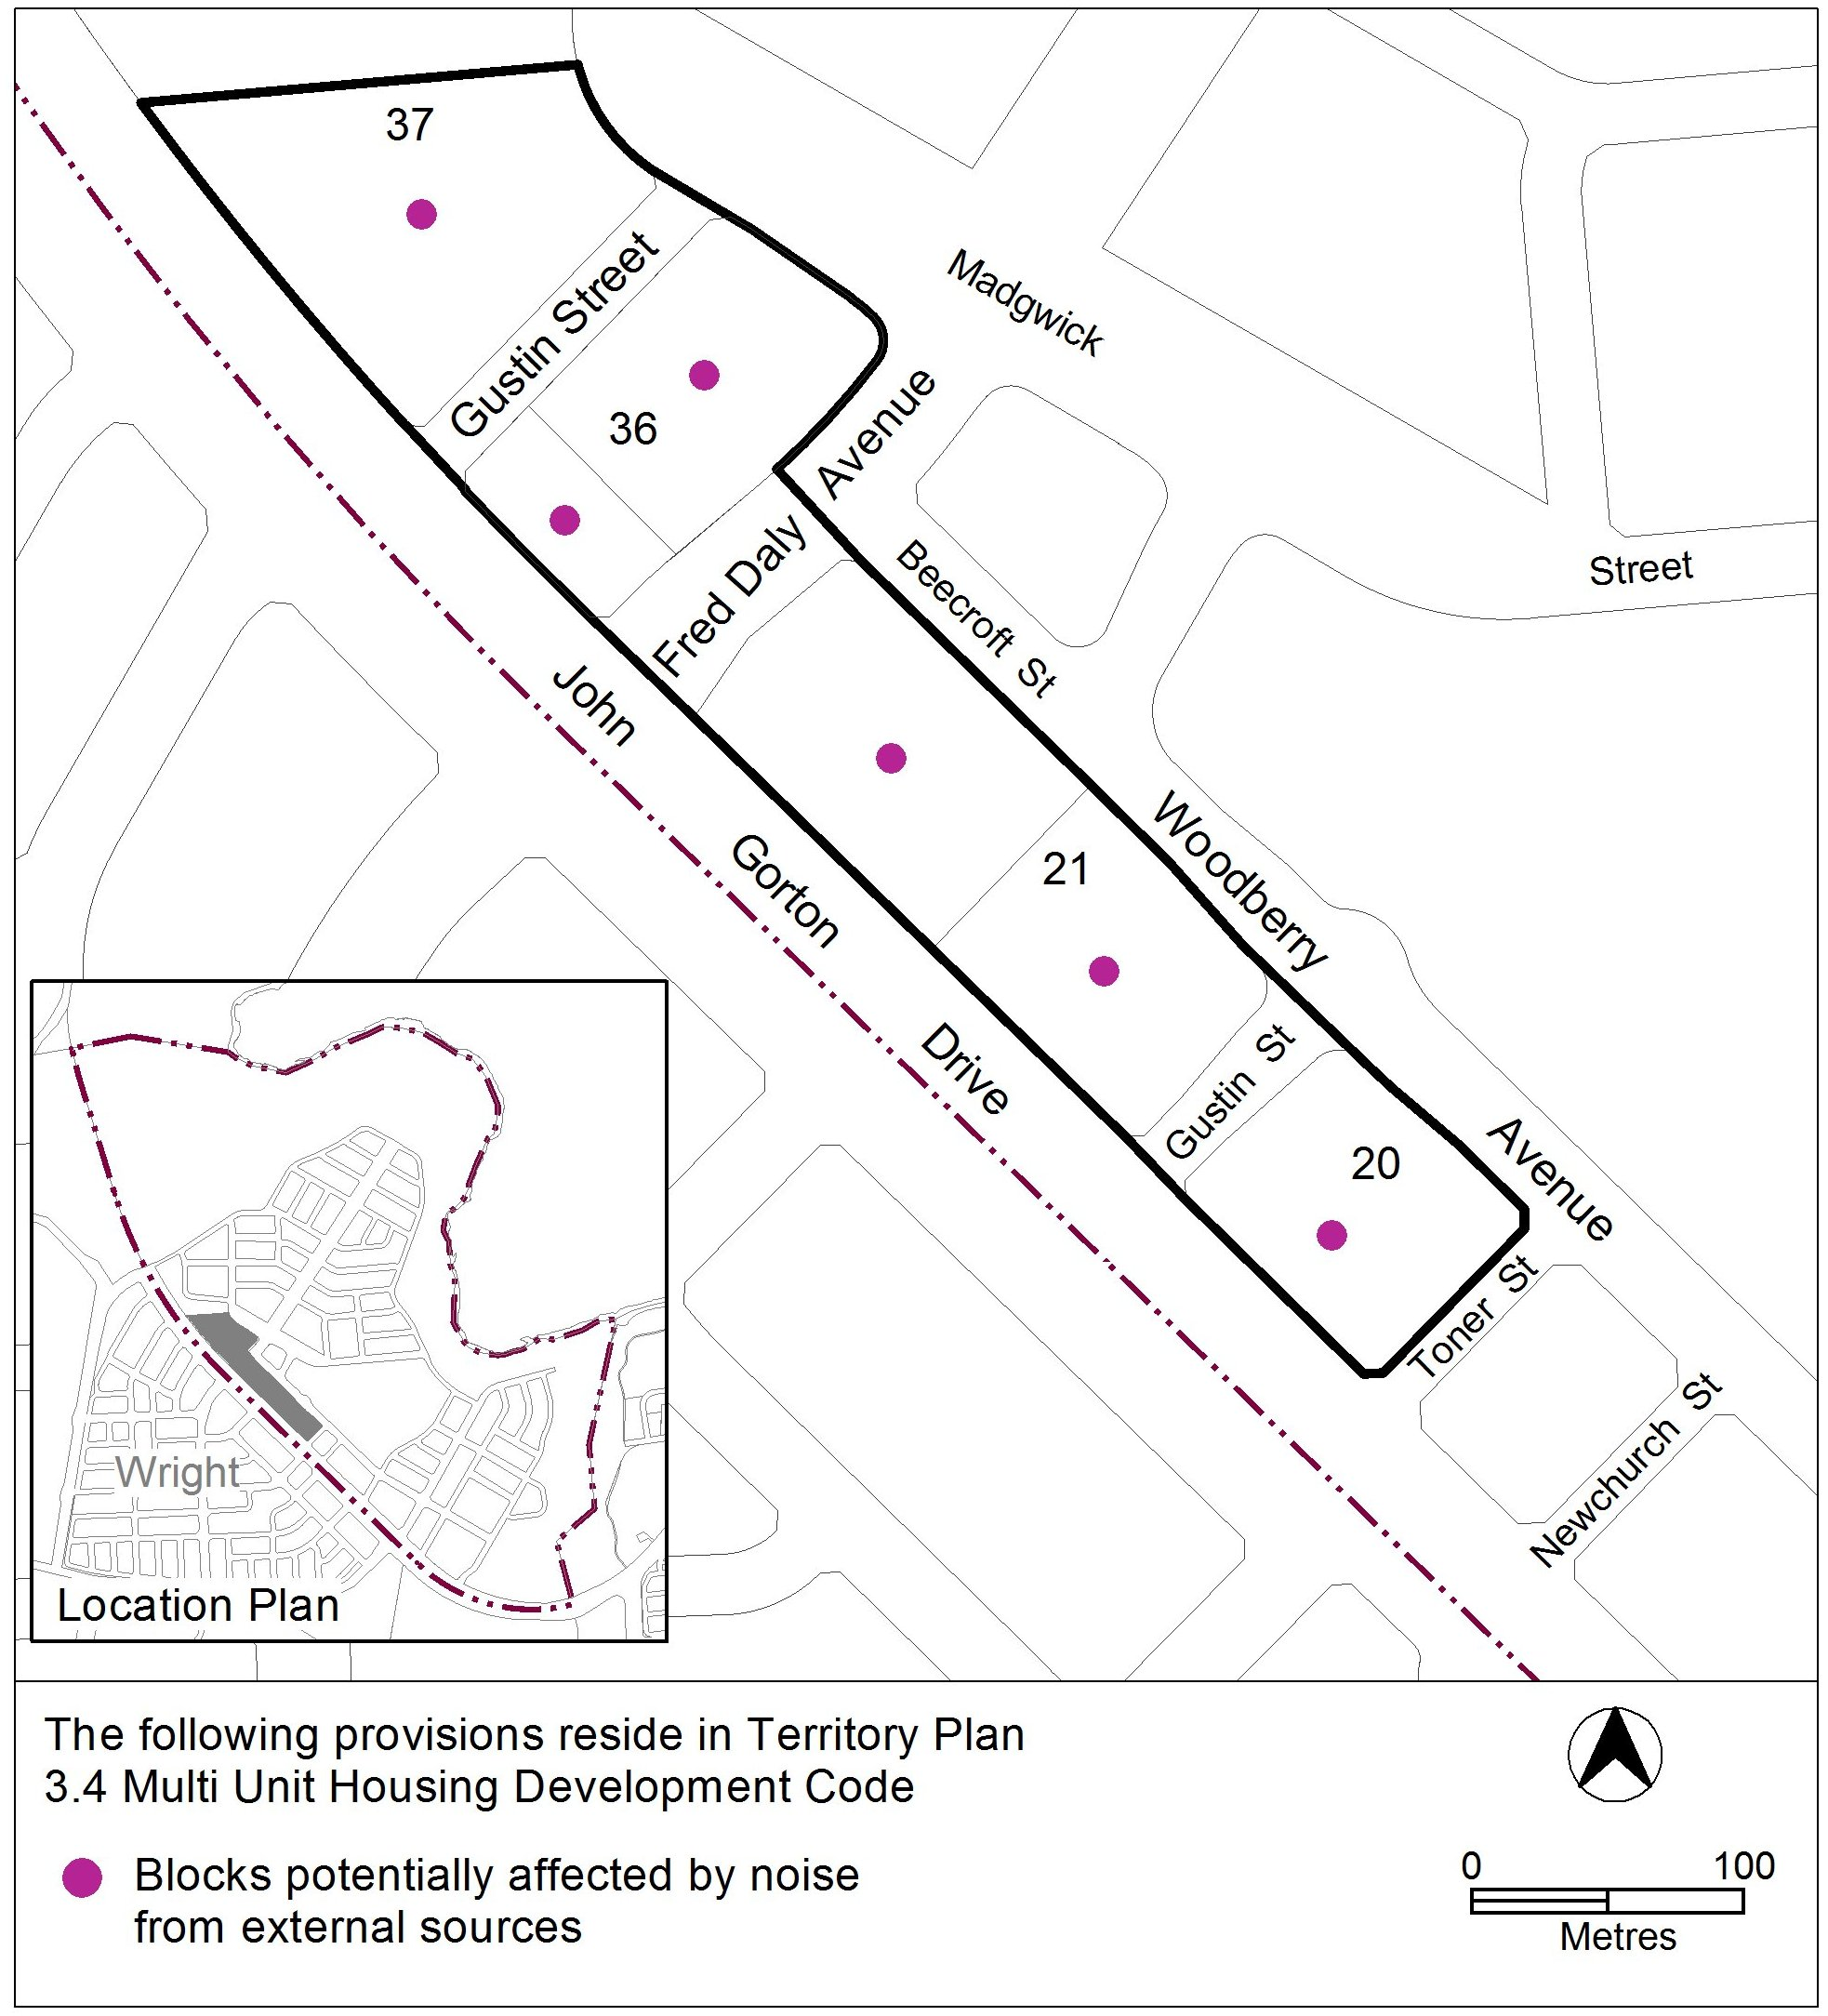 37
Gustin Street
36
Madgwick
Street
Fred Daly Avenue
Beecroft St
John Gorton Drive
21
Woodberry Avenue
Gustin St
20
Toner St
Newchurch St
Wright
Location Plan
The following provisions reside in Territory Plan
3.4 Multi Unit Housing Development Code
Blocks potentially affected by noise
from external sources
0 100
Metres